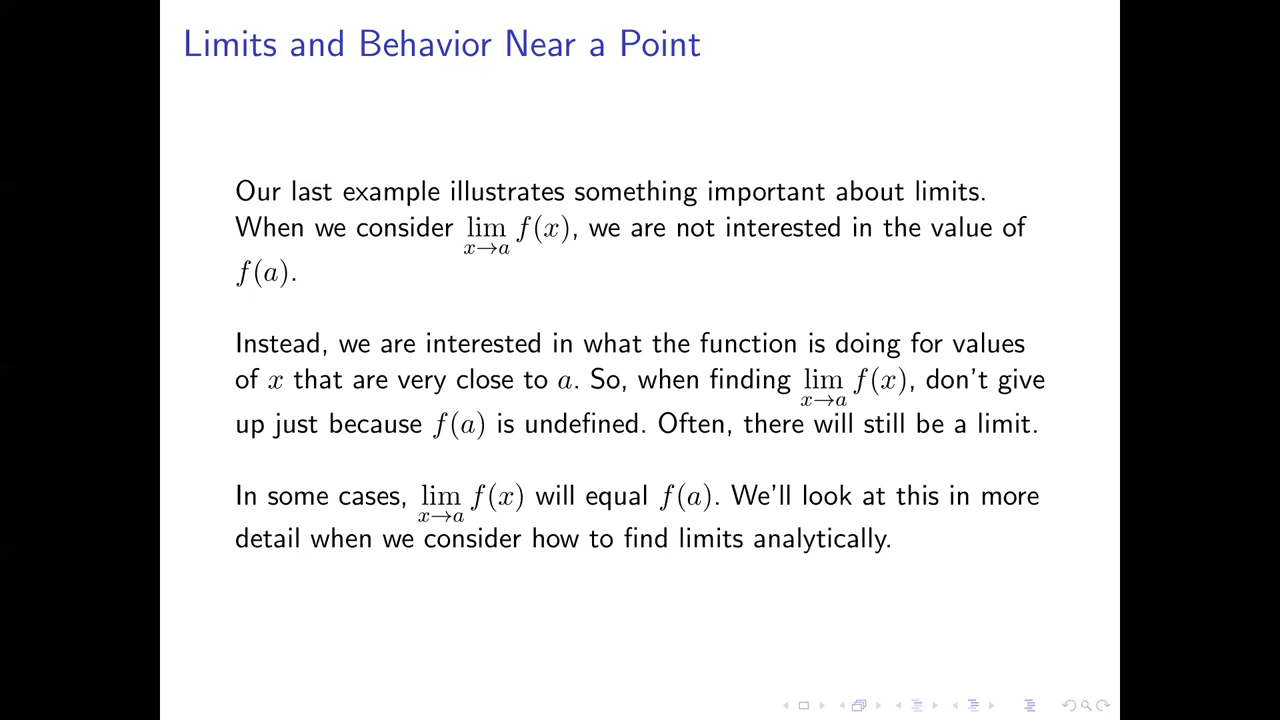 Limits and Behavior Near a Point
Our last example illustrates something important about limits.
When we consider lim x→a f(x), we are not interested in the value of
f(a).
Instead, we are interested in what the function is doing for values
of x that are very close to a. So, when finding lim x→a f(x), don't give
up just because f(a) is undefined. Often, there will still be a limit.
In some cases, lim x→a f(x) will equal f(a). We'll look at this in more
detail when we consider how to find limits analytically.